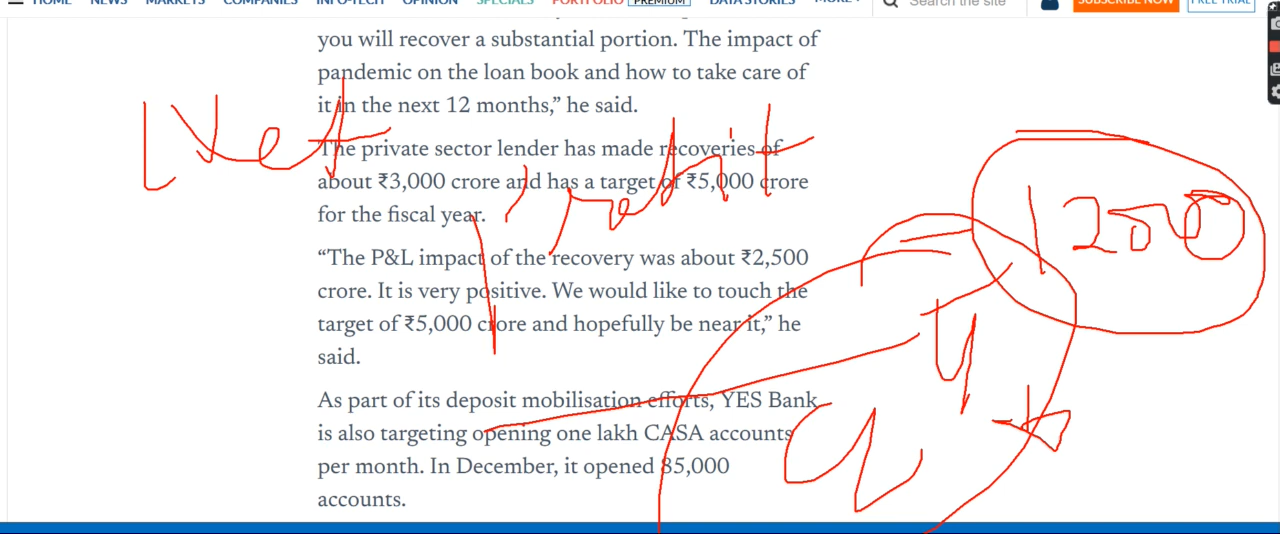 HOME NEWS MARKETS COMPANIES INFO-TECH OPINION SPECIALS PORTFOLIO PREMIUM DATA STORIES MORE Search the site SUBSCRIBE NOW FREE TRIAL
you will recover a substantial portion. The impact of
pandemic on the loan book and how to take care of
it in the next 12 months,” he said.
The private sector lender has made recoveries of
about ₹3,000 crore and has a target of ₹5,000 crore
for the fiscal year.
“The P&L impact of the recovery was about ₹2,500
crore. It is very positive. We would like to touch the
target of ₹5,000 crore and hopefully be near it,” he
said.
As part of its deposit mobilisation efforts, YES Bank
is also targeting opening one lakh CASA accounts
per month. In December, it opened 85,000
accounts.
Net
1200